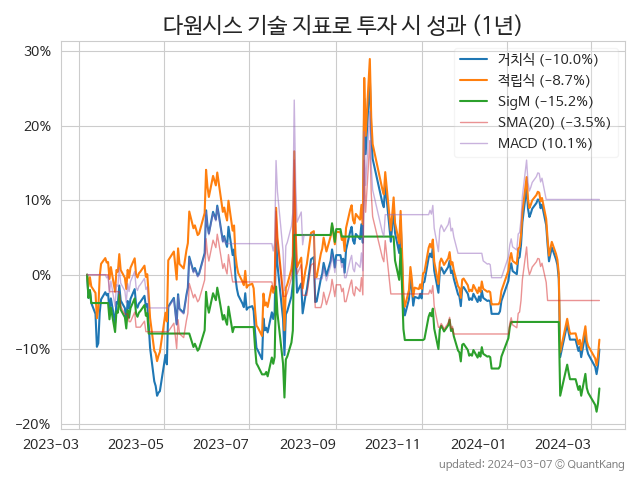 다원시스 기술 지표로 투자 시 성과 (1년)
30%
20%
10%
0%
−10%
−20%
거치식 (−10.0%)
적립식 (−8.7%)
SigM (−15.2%)
SMA(20) (−3.5%)
MACD (10.1%)
2023-03
2023-05
2023-07
2023-09
2023-11
2024-01
2024-03
updated: 2024-03-07 © QuantKang